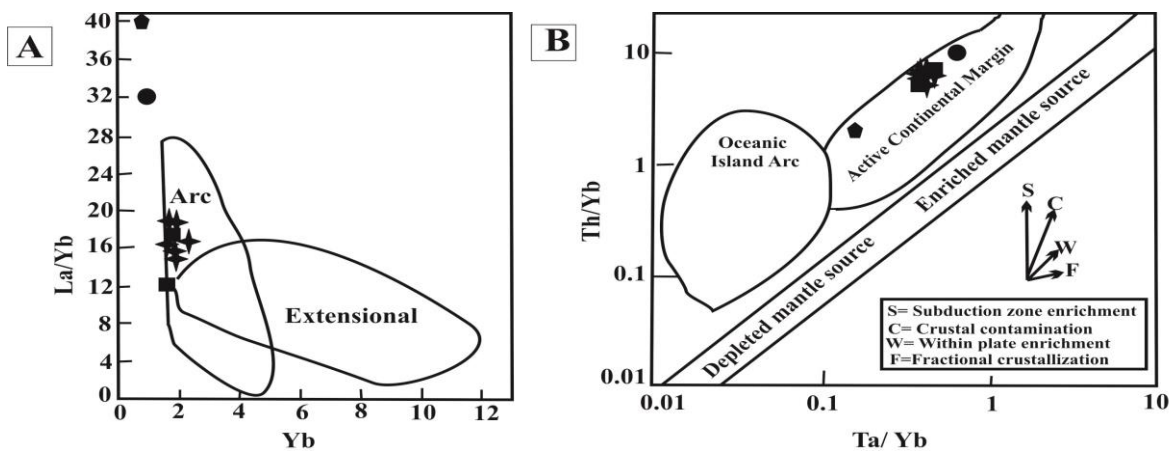 A
40
36
32
28
24
20
16
12
8
4
0
La/Yb
Arc
Extensional
0 2 4 6 8 10 12
Yb
B
10
1
0.1
0.01
Th/Yb
Oceanic
Island Arc
Active Continental Margin
Enriched mantle source
Depleted mantle source
S
C
W
F
S= Subduction zone enrichment
C= Crustal contamination
W= Within plate enrichment
F=Fractional crustallization
0.01 0.1 1 10
Ta/ Yb